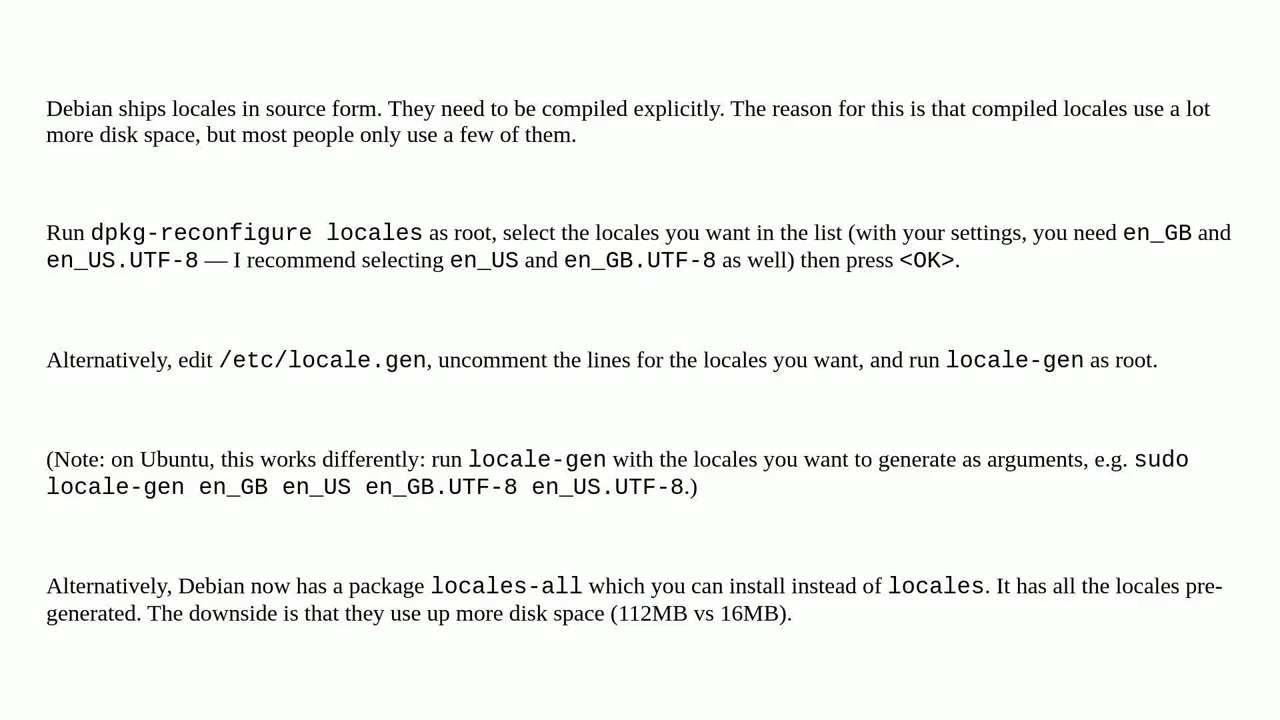 Debian ships locales in source form. They need to be compiled explicitly. The reason for this is that compiled locales use a lot
more disk space, but most people only use a few of them.
Run dpkg-reconfigure locales as root, select the locales you want in the list (with your settings, you need en_GB and
en_US.UTF-8 — I recommend selecting en_US and en_GB.UTF-8 as well) then press <OK>.
Alternatively, edit /etc/locale.gen, uncomment the lines for the locales you want, and run locale-gen as root.
(Note: on Ubuntu, this works differently: run locale-gen with the locales you want to generate as arguments, e.g. sudo
locale-gen en_GB en_US en_GB.UTF-8 en_US.UTF-8.)
Alternatively, Debian now has a package locales-all which you can install instead of locales. It has all the locales pre-
generated. The downside is that they use up more disk space (112MB vs 16MB).